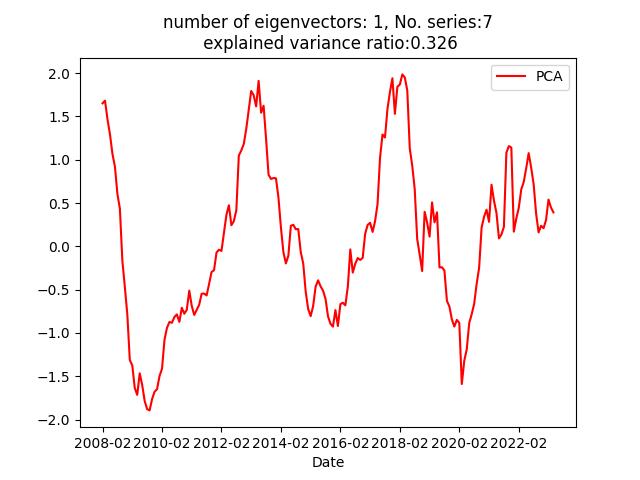 number of eigenvectors: 1, No. series:7
explained variance ratio:0.326
PCA
2.0
1.5
1.0
0.5
0.0
−0.5
−1.0
−1.5
−2.0
2008-02 2010-02 2012-02 2014-02 2016-02 2018-02 2020-02 2022-02
Date